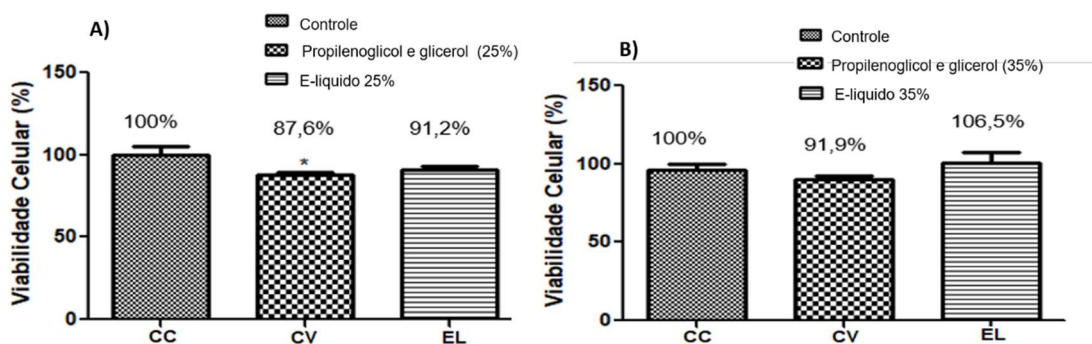 A)
Controle
Propilenoglicol e glicerol (25%)
E-liquido 25%
Viabilidade Celular (%)
150
100
50
0
100%
87,6%
91,2%
*
CC
CV
EL
B)
Controle
Propilenoglicol e glicerol (35%)
E-liquido 35%
Viabilidade Celular (%)
150
100
50
0
100%
91,9%
106,5%
CC
CV
EL